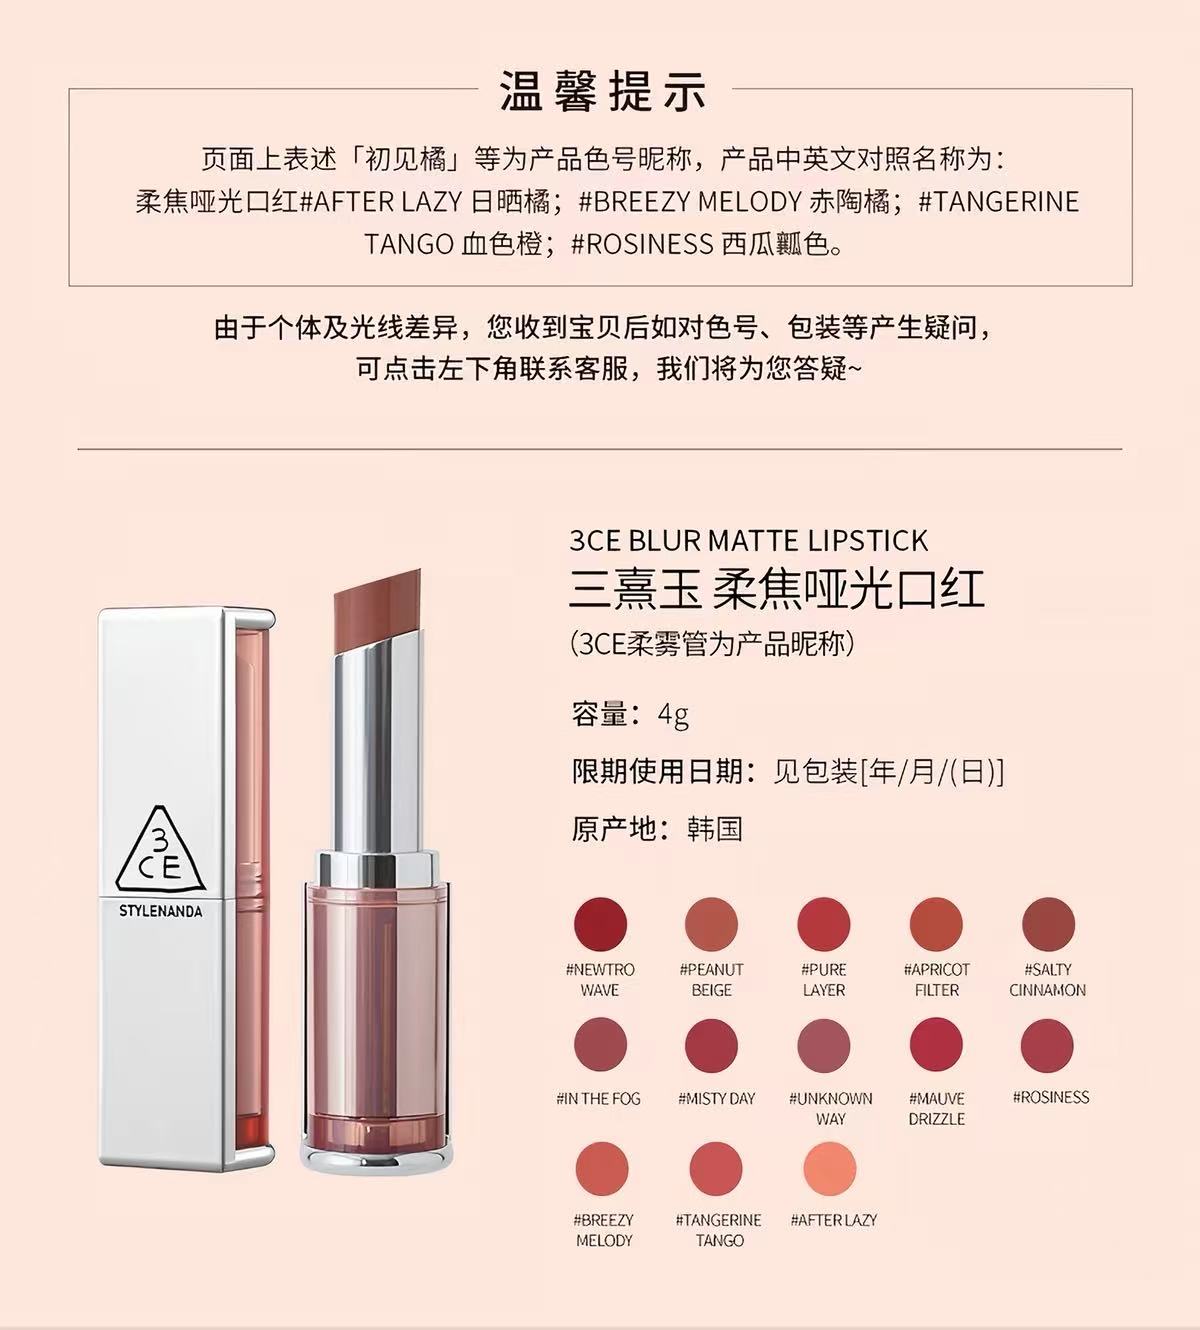 温馨提示
页面上表述「初见橘」等为产品色号昵称，产品中英文对照名称为：
柔焦哑光口红#AFTER LAZY 日晒橘；#BREEZY MELODY 赤陶橘；#TANGERINE
TANGO 血色橙；#ROSINESS 西瓜瓤色。
由于个体及光线差异，您收到宝贝后如对色号、包装等产生疑问，
可点击左下角联系客服，我们将为您答疑~
3CE BLUR MATTE LIPSTICK
三熹玉 柔焦哑光口红
（3CE柔雾管为产品昵称）
容量：4g
限期使用日期：见包装[年/月/(日)]
原产地：韩国
3
CE
STYLENANDA
#NEWTRO
WAVE
#PEANUT
BEIGE
#PURE
LAYER
#APRICOT
FILTER
#SALTY
CINNAMON
#IN THE FOG
#MISTY DAY
#UNKNOWN
WAY
#MAUVE
DRIZZLE
#ROSINESS
#BREEZY
MELODY
#TANGERINE
TANGO
#AFTER LAZY